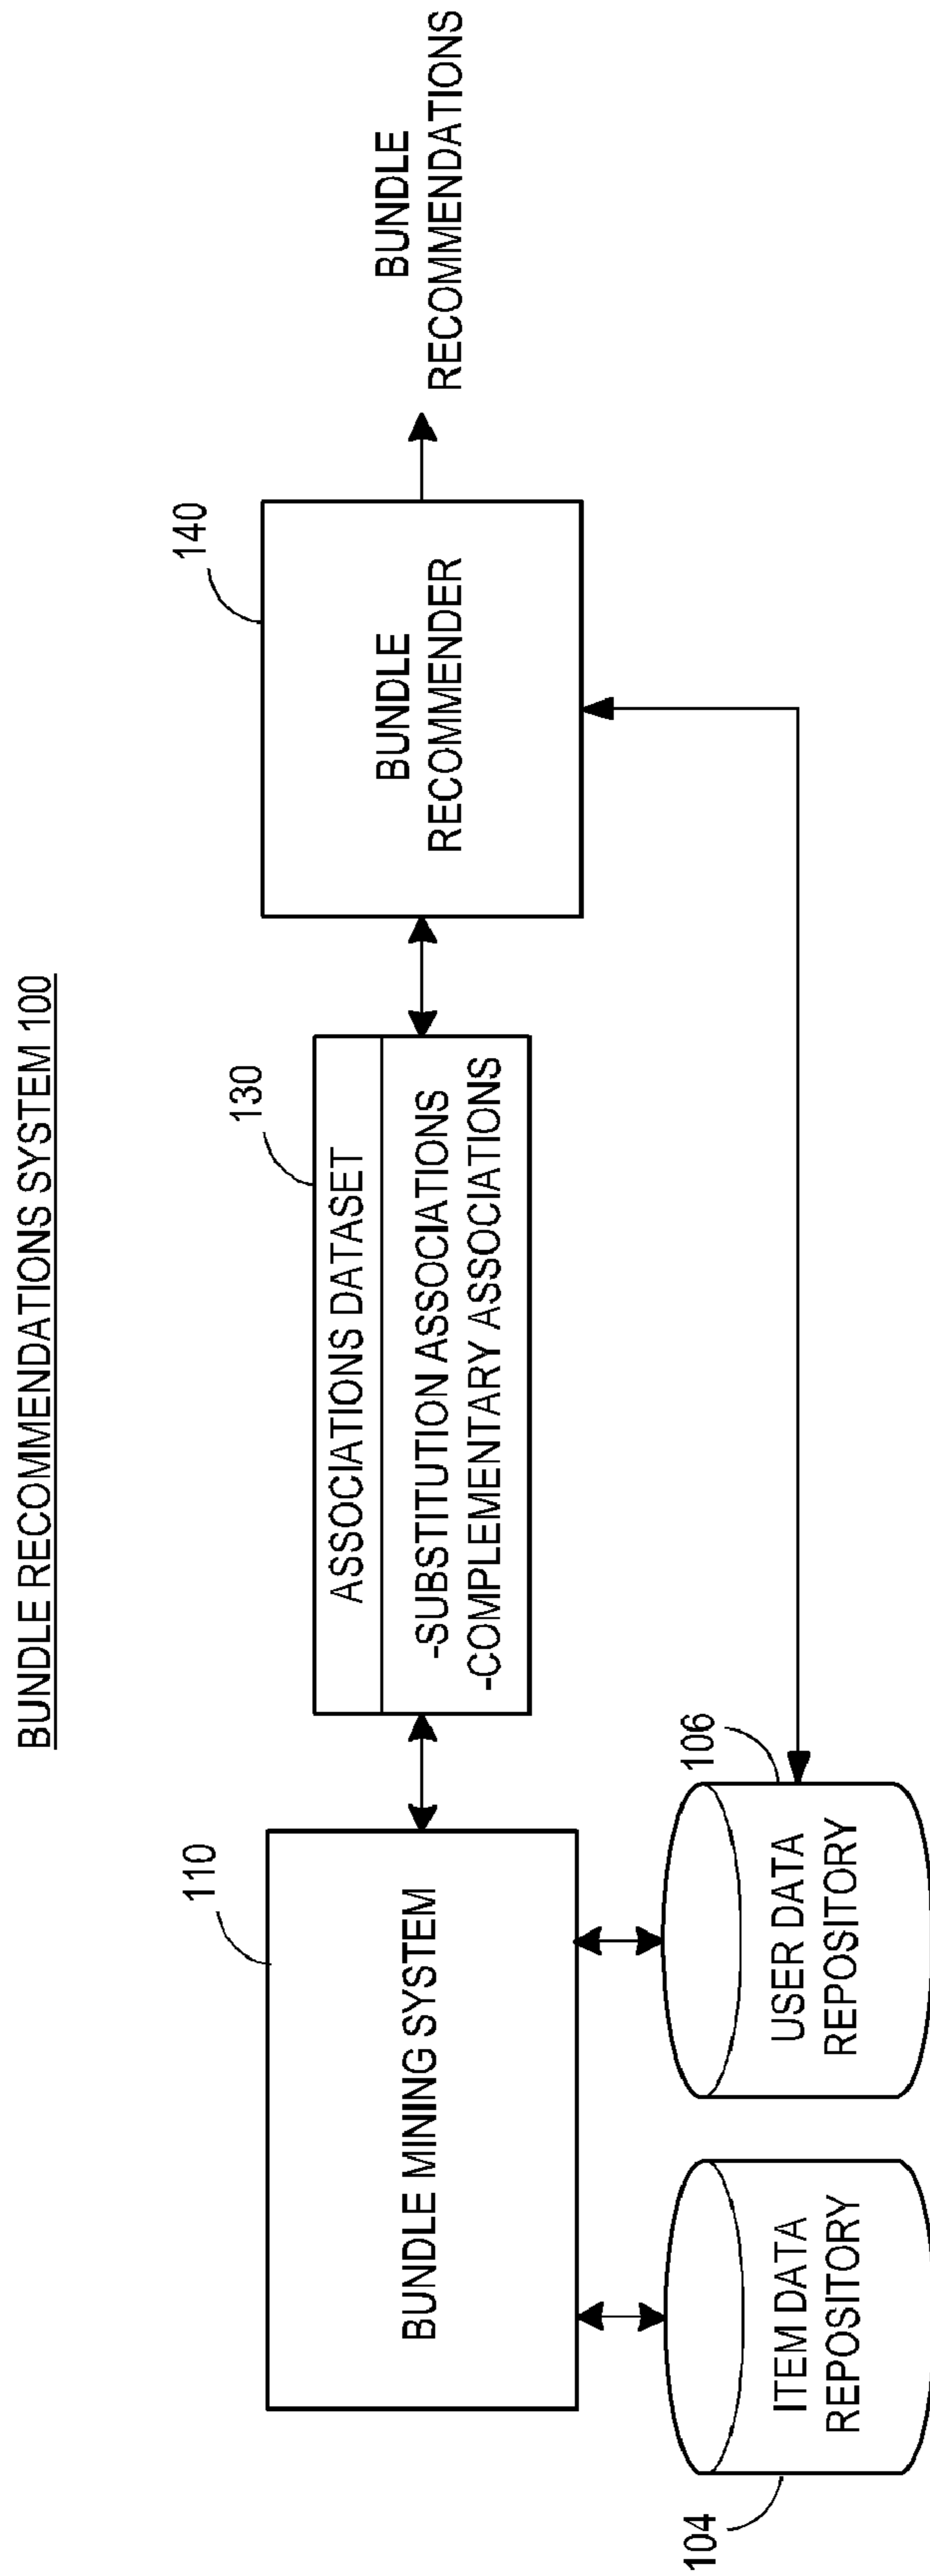 BUNDLE RECOMMENDATIONS SYSTEM 100
110
BUNDLE MINING SYSTEM
130
ASSOCIATIONS DATASET
-SUBSTITUTION ASSOCIATIONS
-COMPLEMENTARY ASSOCIATIONS
140
BUNDLE
RECOMMENDER
BUNDLE
RECOMMENDATIONS
104
ITEM DATA
REPOSITORY
106
USER DATA
REPOSITORY